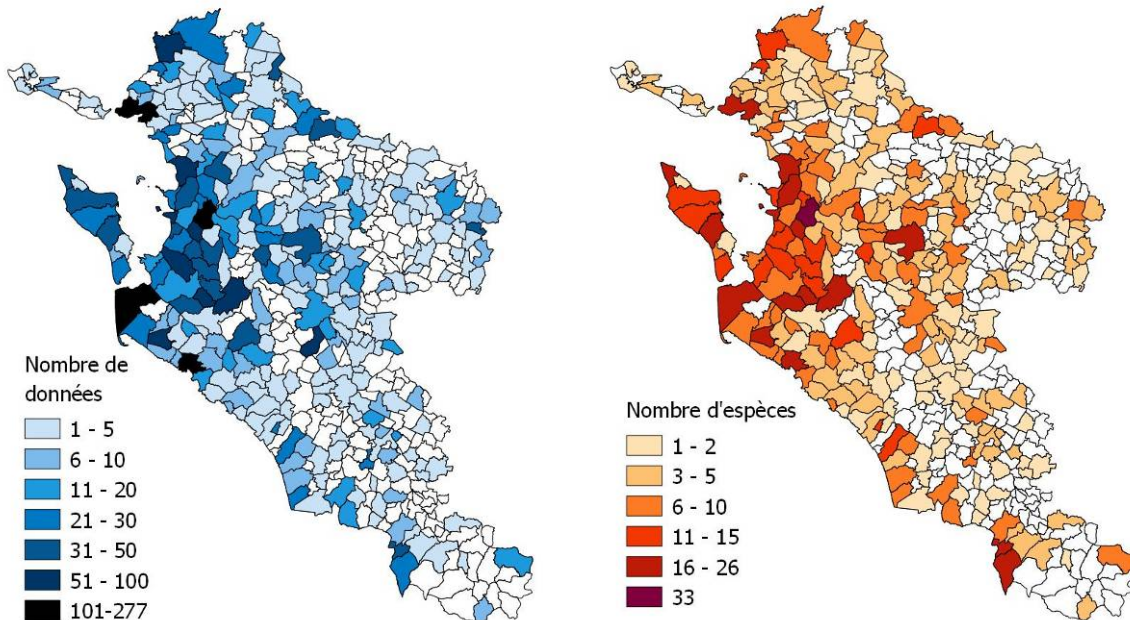 Nombre de
données
1 - 5
6 - 10
11 - 20
21 - 30
31 - 50
51 - 100
101-277
Nombre d'espèces
1 - 2
3 - 5
6 - 10
11 - 15
16 - 26
33